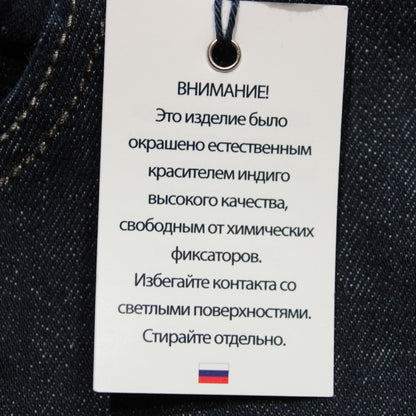 ВНИМАНИЕ!
Это изделие было
окрашено естественным
красителем индиго
высокого качества,
свободным от химических
фиксаторов.
Избегайте контакта со
светлыми поверхностями.
Стирайте отдельно.